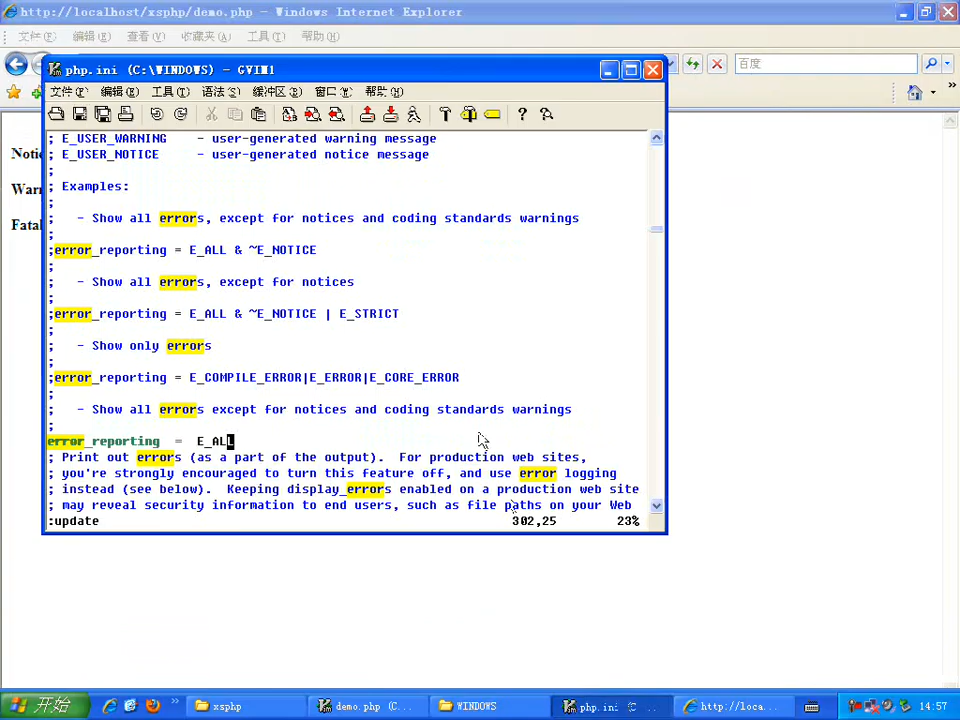 http://localhost/xsphp/demo.php - Windows Internet Explorer
文件(F) 编辑(E) 查看(V) 收藏夹(A) 工具(T) 帮助(H)
百度
php.ini (C:\WINDOWS) - GVIM1
文件(F) 编辑(E) 工具(T) 语法(S) 缓冲区(B) 窗口(W) 帮助(H)
; E_USER_WARNING    - user-generated warning message
; E_USER_NOTICE     - user-generated notice message
;
; Examples:
;
;   - Show all errors, except for notices and coding standards warnings
;
;error_reporting = E_ALL & ~E_NOTICE
;
;   - Show all errors, except for notices
;
;error_reporting = E_ALL & ~E_NOTICE | E_STRICT
;
;   - Show only errors
;
;error_reporting = E_COMPILE_ERROR|E_ERROR|E_CORE_ERROR
;
;   - Show all errors except for notices and coding standards warnings
;
error_reporting  =  E_ALL
; Print out errors (as a part of the output).  For production web sites,
; you're strongly encouraged to turn this feature off, and use error logging
; instead (see below).  Keeping display_errors enabled on a production web site
; may reveal security information to end users, such as file paths on your Web
:update 302,25 23%
Notic
Warn
Fatal
开始 xsphp demo.php (C... WINDOWS php.ini (C... http://loca... 14:57